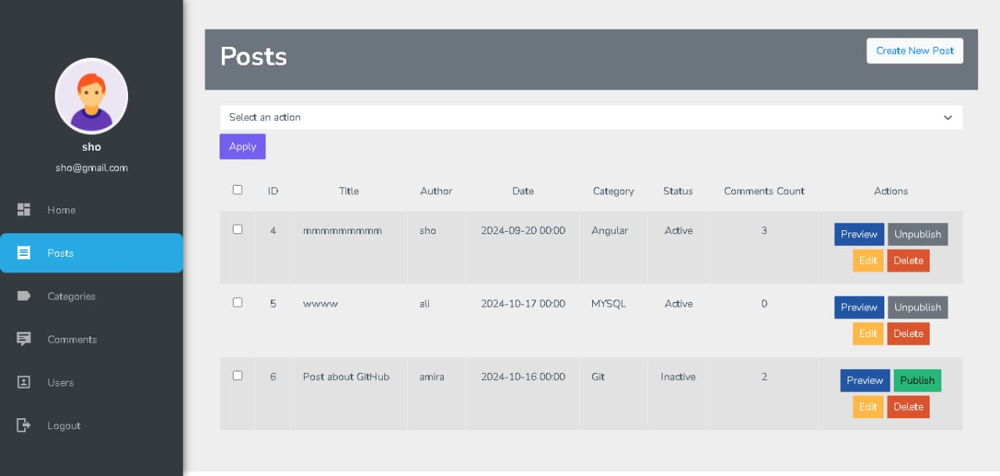 sho
sho@gmail.com
Home
Posts
Categories
Comments
Users
Logout
Posts
Create New Post
Select an action
Apply
ID Title Author Date Category Status Comments Count Actions
4 mmmmmmmmm sho 2024-09-20 00:00 Angular Active 3 Preview Unpublish
Edit Delete
5 wwww ali 2024-10-17 00:00 MYSQL Active 0 Preview Unpublish
Edit Delete
6 Post about GitHub amira 2024-10-16 00:00 Git Inactive 2 Preview Publish
Edit Delete